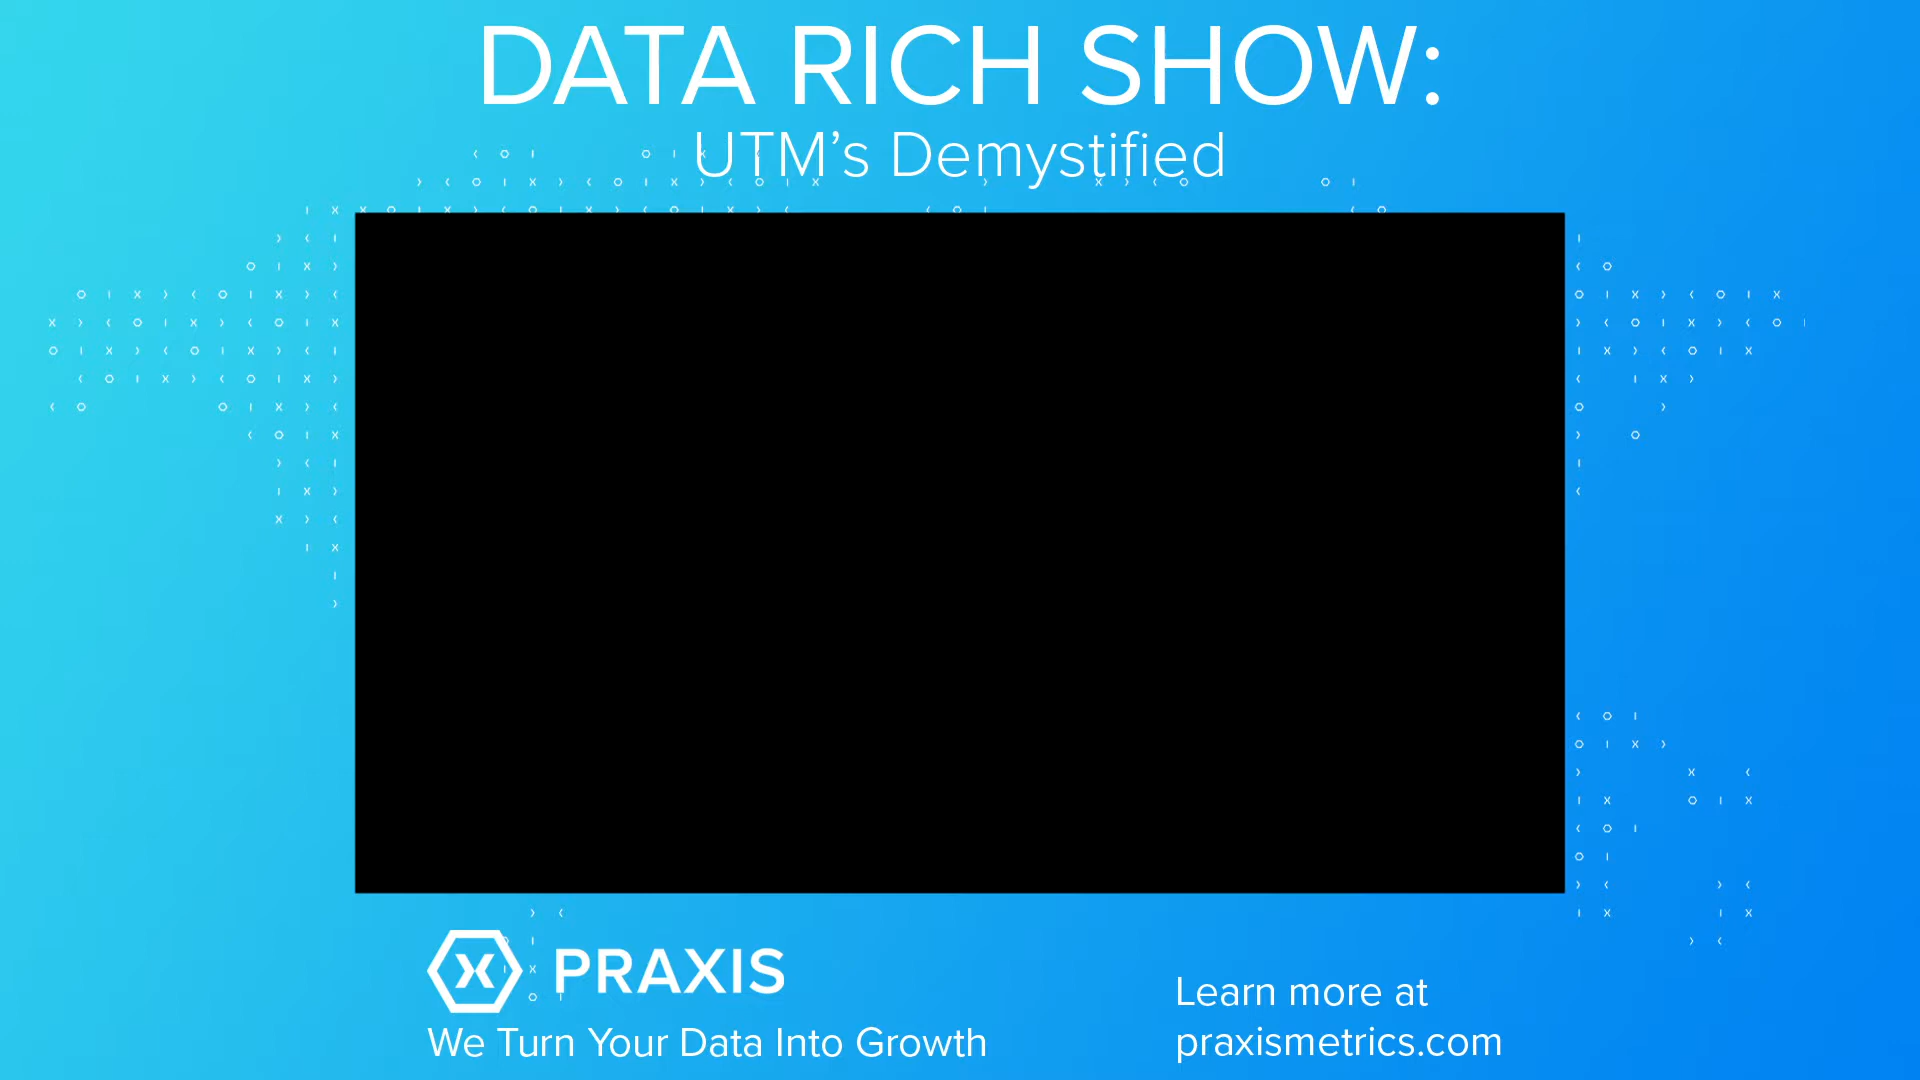 DATA RICH SHOW:
UTM’s Demystified
PRAXIS
We Turn Your Data Into Growth
Learn more at
praxismetrics.com